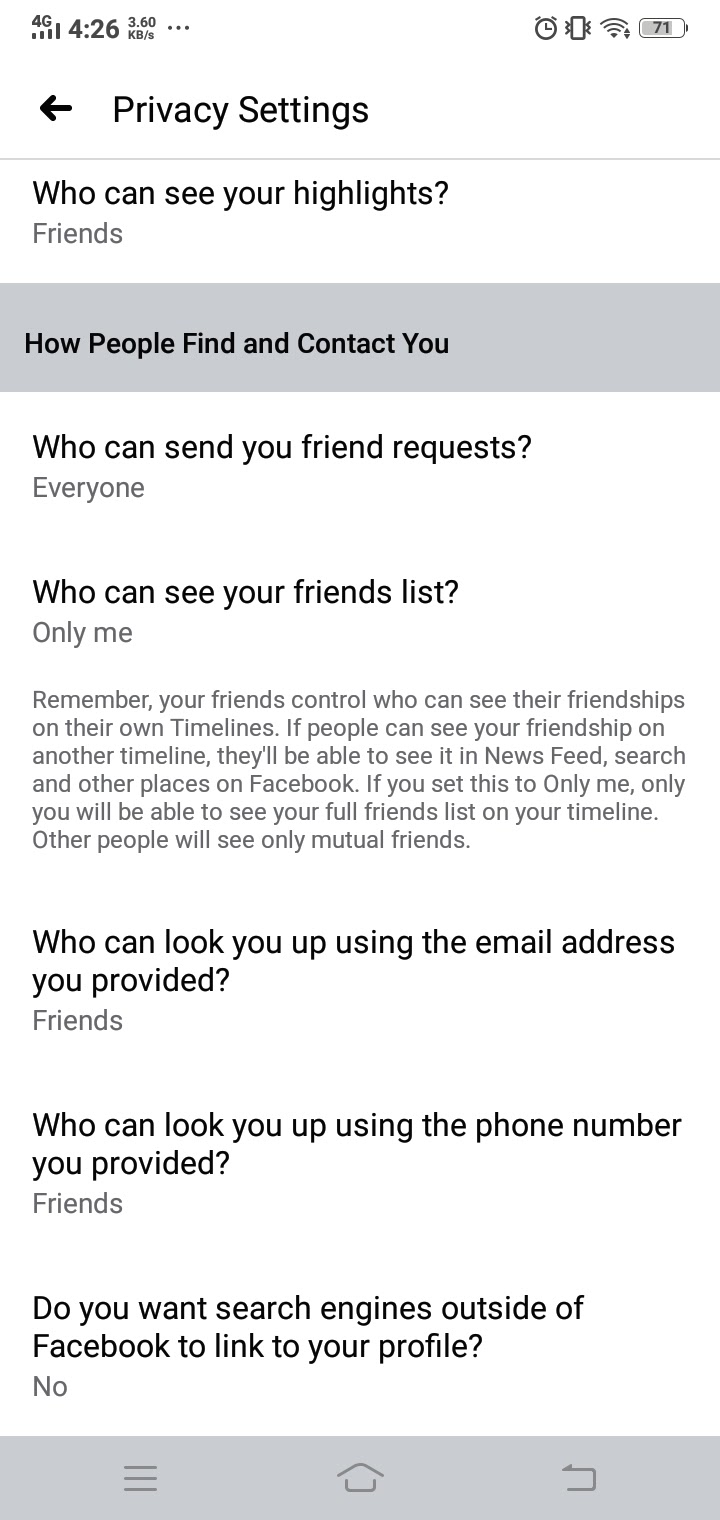 4G 4:26 3.60 KB/s ... 71
Privacy Settings
Who can see your highlights?
Friends
How People Find and Contact You
Who can send you friend requests?
Everyone
Who can see your friends list?
Only me
Remember, your friends control who can see their friendships
on their own Timelines. If people can see your friendship on
another timeline, they'll be able to see it in News Feed, search
and other places on Facebook. If you set this to Only me, only
you will be able to see your full friends list on your timeline.
Other people will see only mutual friends.
Who can look you up using the email address
you provided?
Friends
Who can look you up using the phone number
you provided?
Friends
Do you want search engines outside of
Facebook to link to your profile?
No